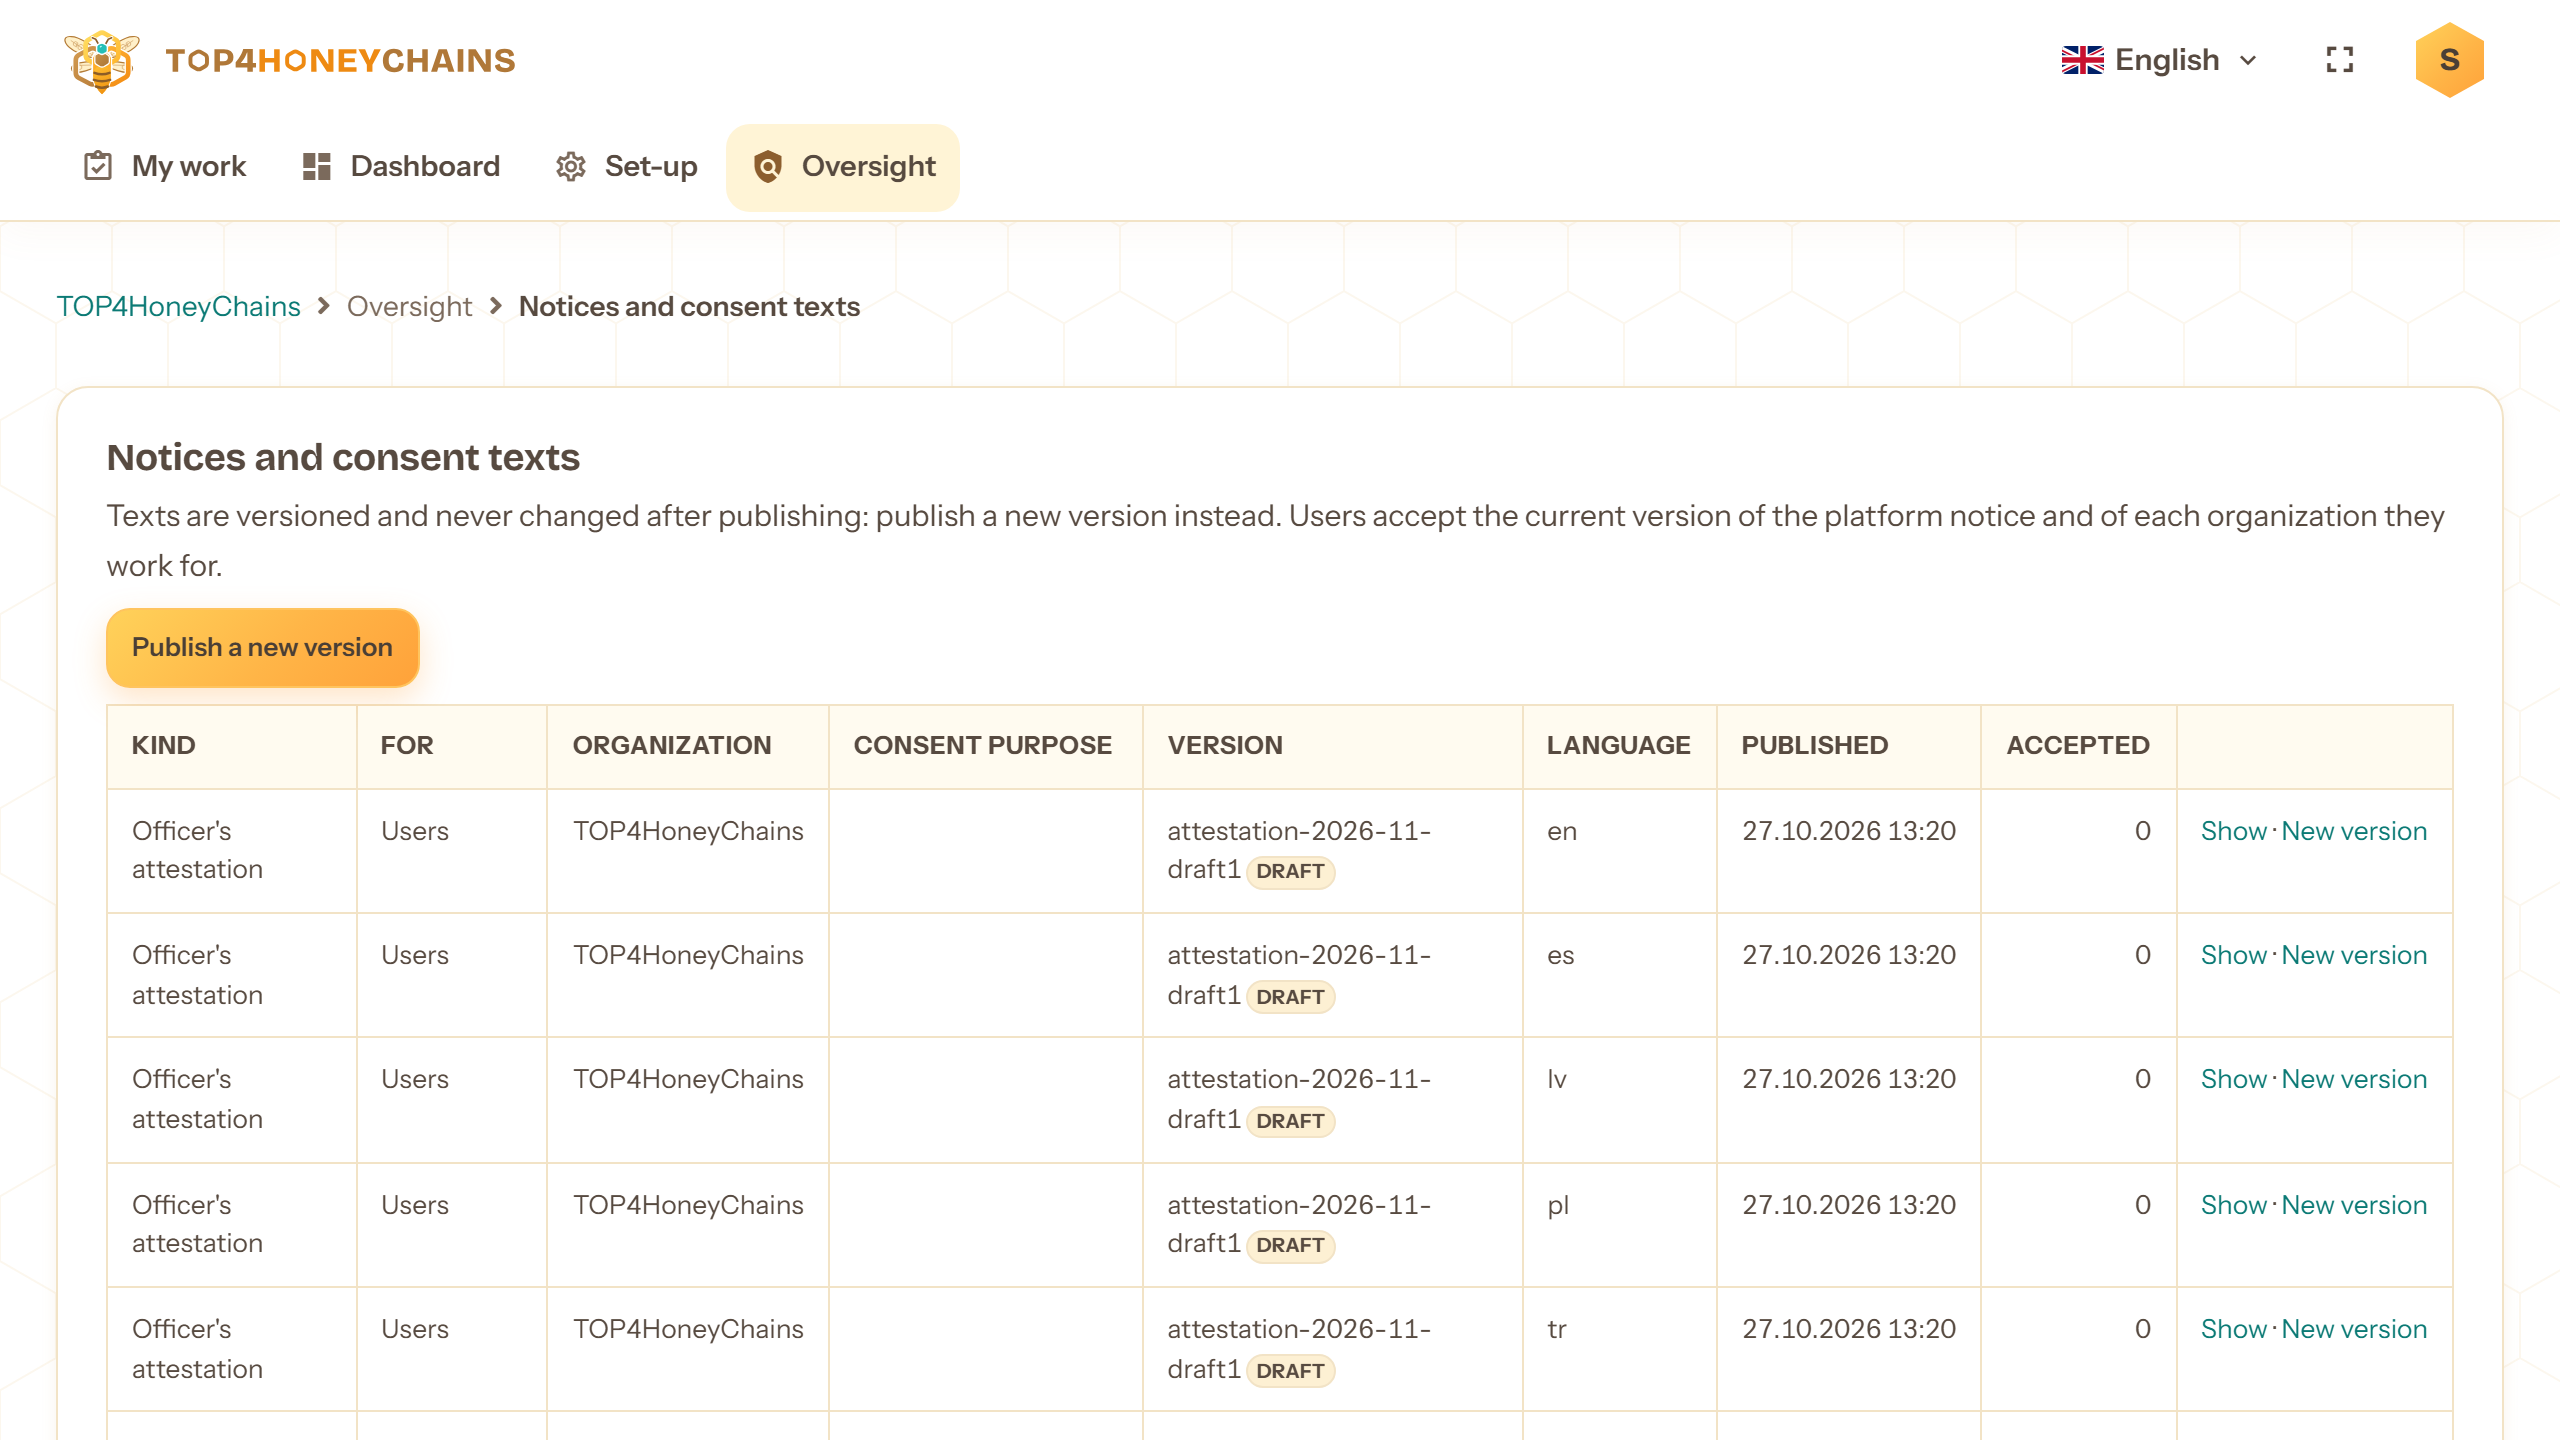 TOP4HONEYCHAINS
English
S
My work
Dashboard
Set-up
Oversight
TOP4HoneyChains > Oversight > Notices and consent texts
Notices and consent texts
Texts are versioned and never changed after publishing: publish a new version instead. Users accept the current version of the platform notice and of each organization they
work for.
Publish a new version
KIND FOR ORGANIZATION CONSENT PURPOSE VERSION LANGUAGE PUBLISHED ACCEPTED
Officer's Users TOP4HoneyChains attestation-2026-11- en 27.10.2026 13:20 0 Show · New version
attestation draft1 DRAFT
Officer's Users TOP4HoneyChains attestation-2026-11- es 27.10.2026 13:20 0 Show · New version
attestation draft1 DRAFT
Officer's Users TOP4HoneyChains attestation-2026-11- lv 27.10.2026 13:20 0 Show · New version
attestation draft1 DRAFT
Officer's Users TOP4HoneyChains attestation-2026-11- pl 27.10.2026 13:20 0 Show · New version
attestation draft1 DRAFT
Officer's Users TOP4HoneyChains attestation-2026-11- tr 27.10.2026 13:20 0 Show · New version
attestation draft1 DRAFT